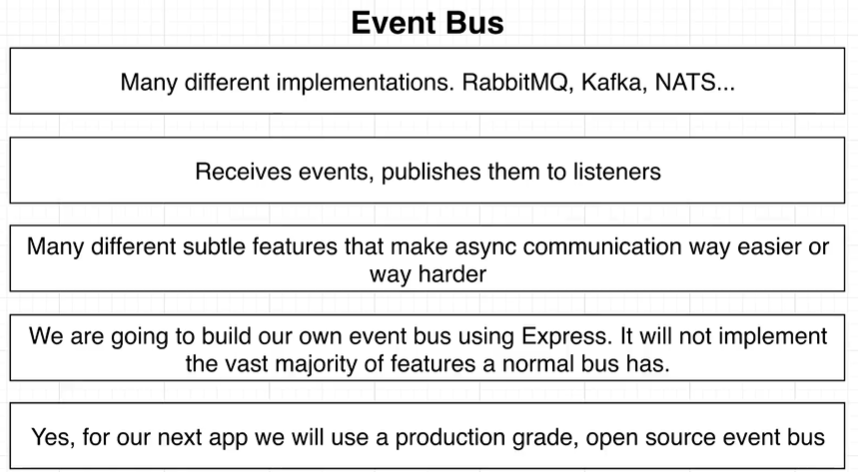 Event Bus
Many different implementations. RabbitMQ, Kafka, NATS...
Receives events, publishes them to listeners
Many different subtle features that make async communication way easier or
way harder
We are going to build our own event bus using Express. It will not implement
the vast majority of features a normal bus has.
Yes, for our next app we will use a production grade, open source event bus